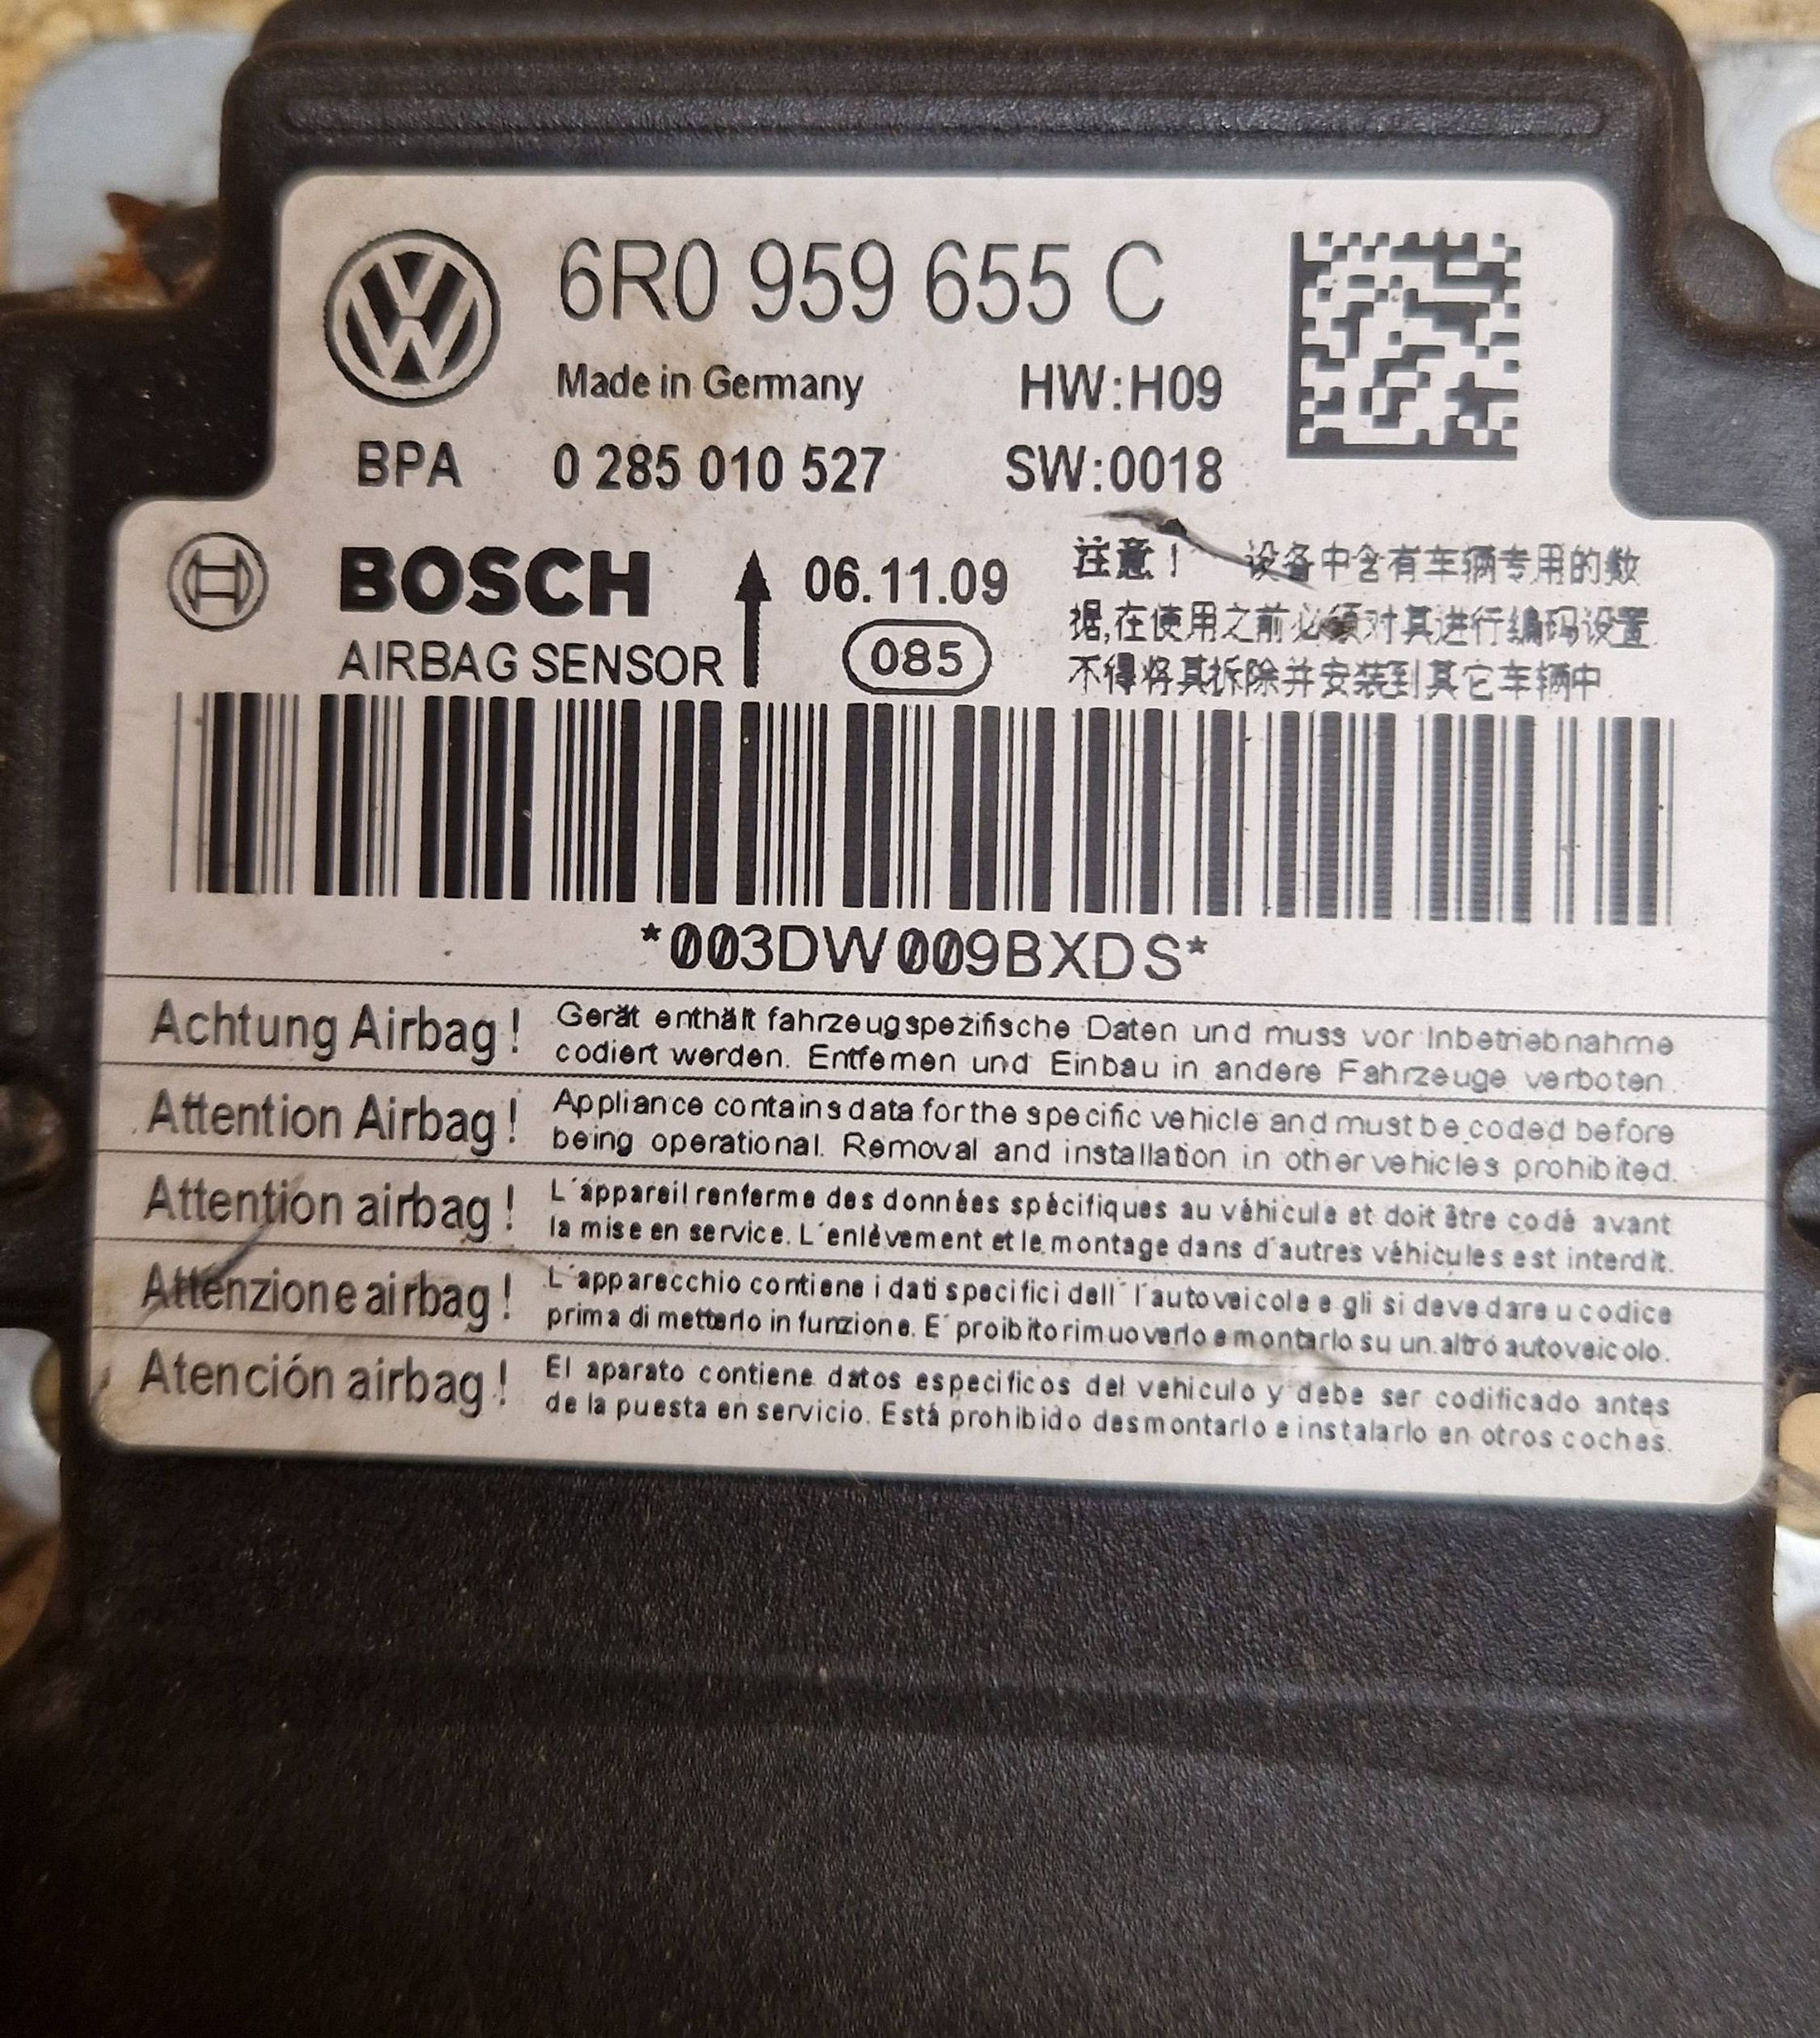 6R0 959 655 C
Made in Germany HW:H09
BPA 0 285 010 527 SW:0018
BOSCH 06.11.09
AIRBAG SENSOR 085
注意！ 设备中含有车辆专用的数
据,在使用之前必须对其进行编码设置
不得将其拆除并安装到其它车辆中.
*003DW009BXDS*
Achtung Airbag! Gerät enthält fahrzeugspezifische Daten und muss vor Inbetriebnahme
codiert werden. Entfernen und Einbau in andere Fahrzeuge verboten.
Attention Airbag! Appliance contains data for the specific vehicle and must be coded before
being operational. Removal and installation in other vehicles prohibited.
Attention airbag! L´appareil renferme des données spécifiques au véhicule et doit être codé avant
la mise en service. L´enlèvement et le montage dans d´autres véhicules est interdit.
Attenzione airbag! L´apparecchio contiene i dati specifici dell´ l´autoveicole e gli si deve dare u codice
prima di metterlo in funzione. E´ proibito rimuoverlo e montarlo su un altro autoveicolo.
Atención airbag! El aparato contiene datos especificos del vehiculo y debe ser codificado antes
de la puesta en servicio. Está prohibido desmontarlo e instalarlo en otros coches.